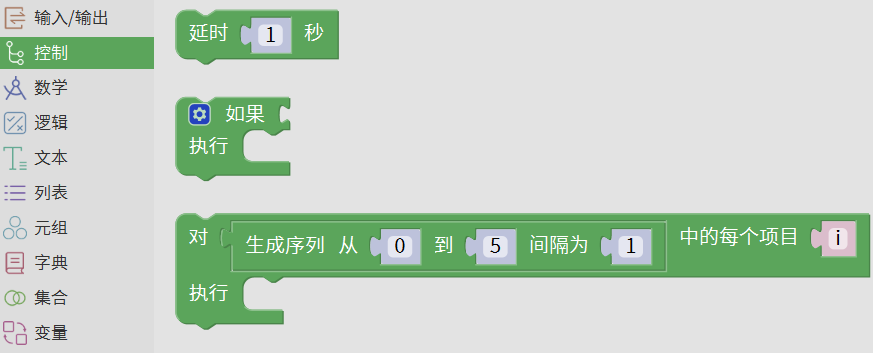 输入/输出
控制
数学
逻辑
文本
列表
元组
字典
集合
变量
延时 1 秒
如果
执行
对 生成序列 从 0 到 5 间隔为 1 中的每个项目 i
执行